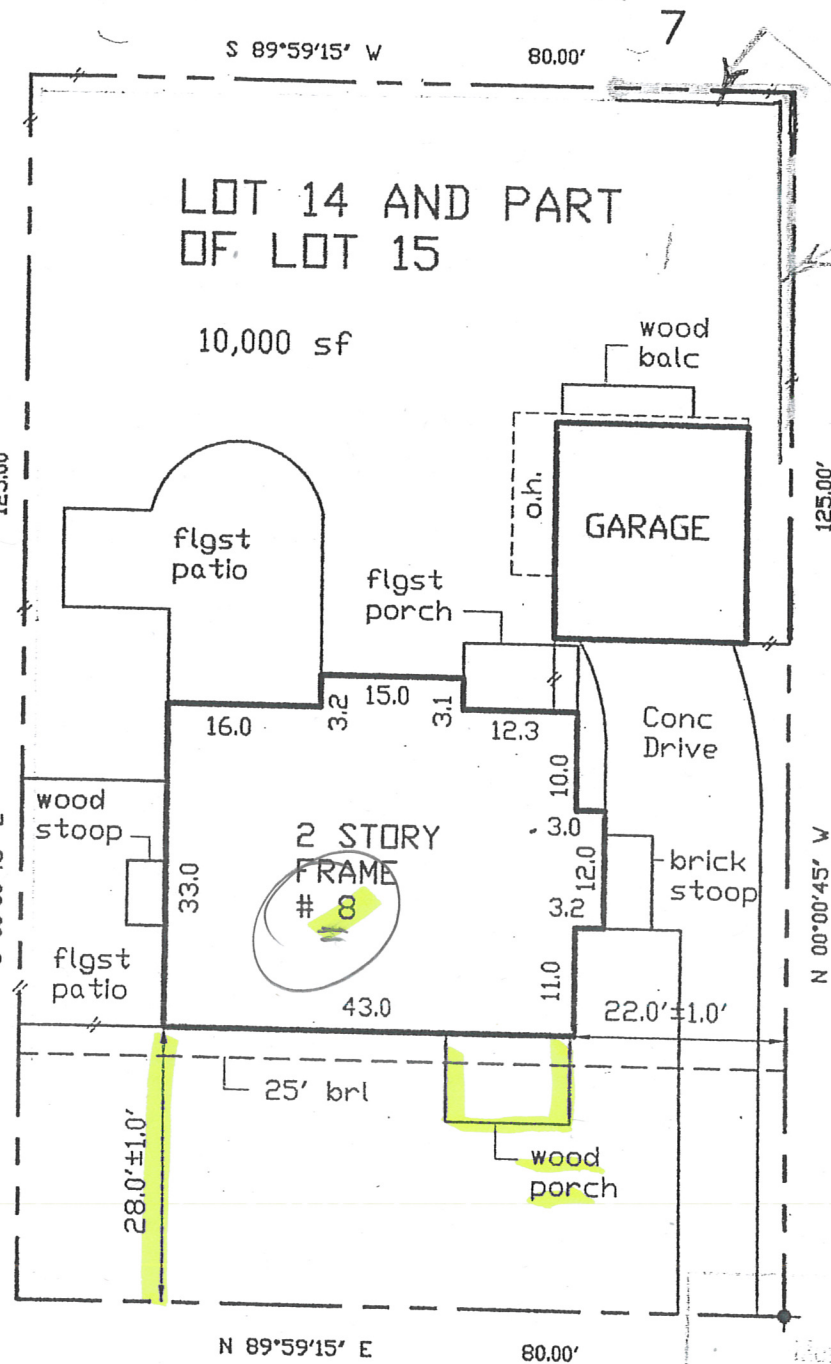 7
S 89°59'15" W
80.00'
LOT 14 AND PART
OF LOT 15
10,000 sf
wood
balc
125.00'
o.h.
GARAGE
125.00'
flgst
patio
flgst
porch
16.0
3.2
15.0
3.1
12.3
Conc
Drive
10.0
wood
stoop
3.0
2 STORY
FRAME
# 8
33.0
12.0
brick
stoop
3.2
N 00°00'45" W
flgst
patio
11.0
43.0
22.0'±1.0'
25' brl
28.0'±1.0'
wood
porch
N 89°59'15" E
80.00'